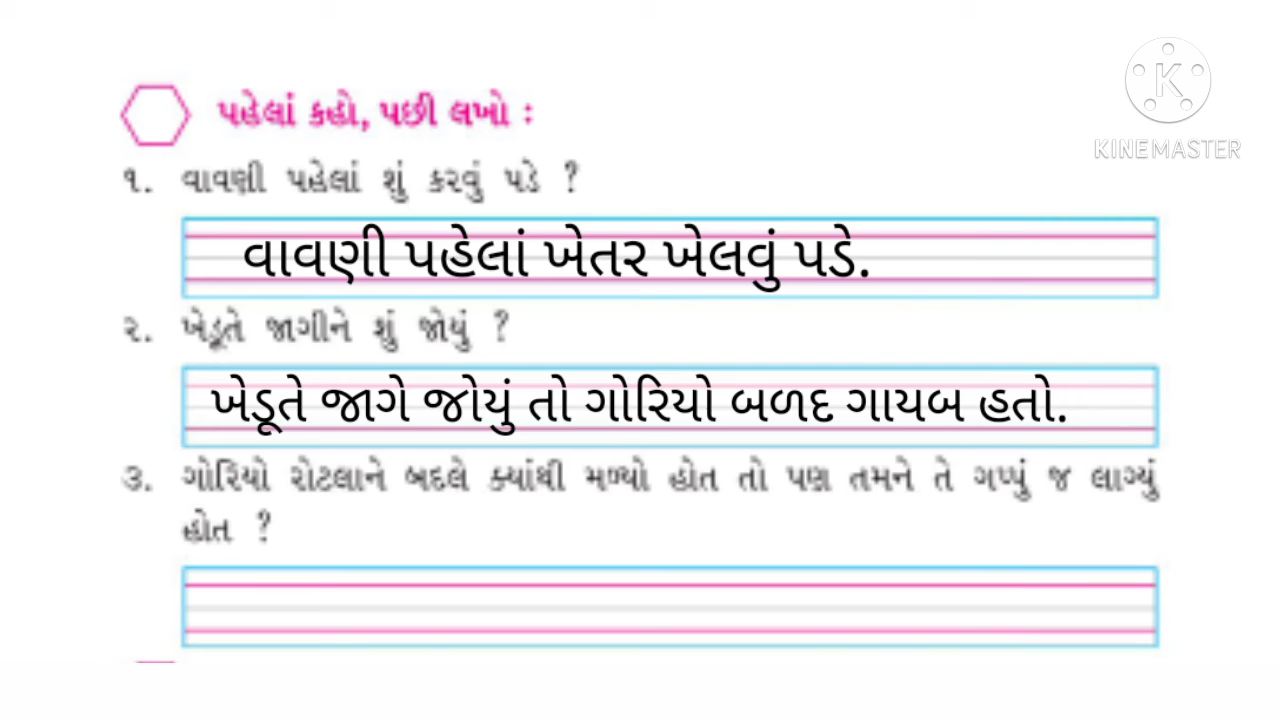 KINEMASTER
પહેલાં કહો, પછી લખો :
૧. વાવણી પહેલાં શું કરવું પડે ?
વાવણી પહેલાં ખેતર ખેલવું પડે.
૨. ખેડૂતે જાગીને શું જોયું ?
ખેડૂતે જાગે જોયું તો ગોરિયો બળદ ગાયબ હતો.
૩. ગોરિયો રોટલાને બદલે ક્યાંથી મળ્યો હોત તો પણ તમને તે ગપ્પું જ લાગ્યું
હોત ?